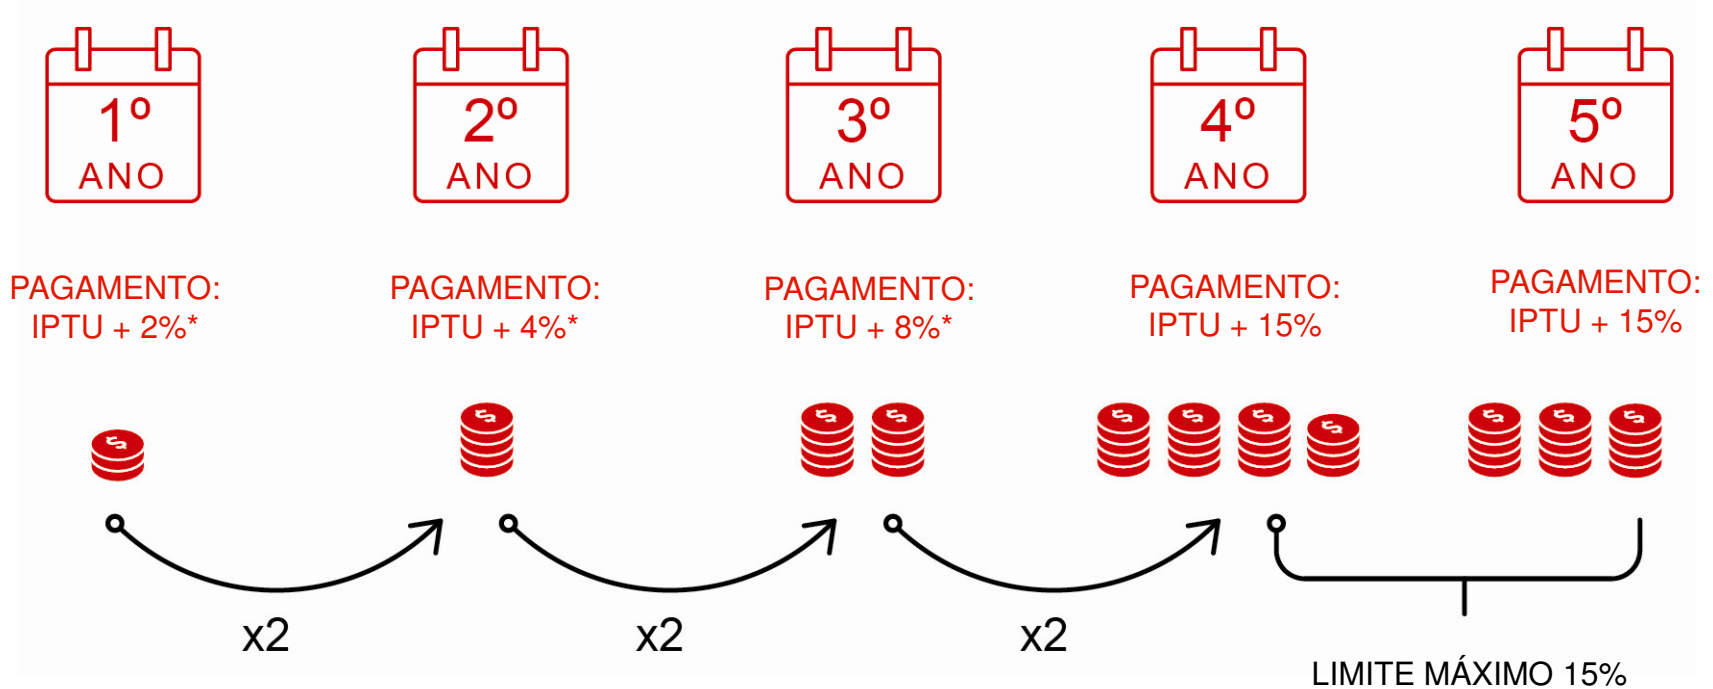 1º
ANO
2º
ANO
3º
ANO
4º
ANO
5º
ANO
PAGAMENTO:
IPTU + 2%*
PAGAMENTO:
IPTU + 4%*
PAGAMENTO:
IPTU + 8%*
PAGAMENTO:
IPTU + 15%
PAGAMENTO:
IPTU + 15%
$
$
$ $
$ $ $ $
$ $ $
x2
x2
x2
LIMITE MÁXIMO 15%